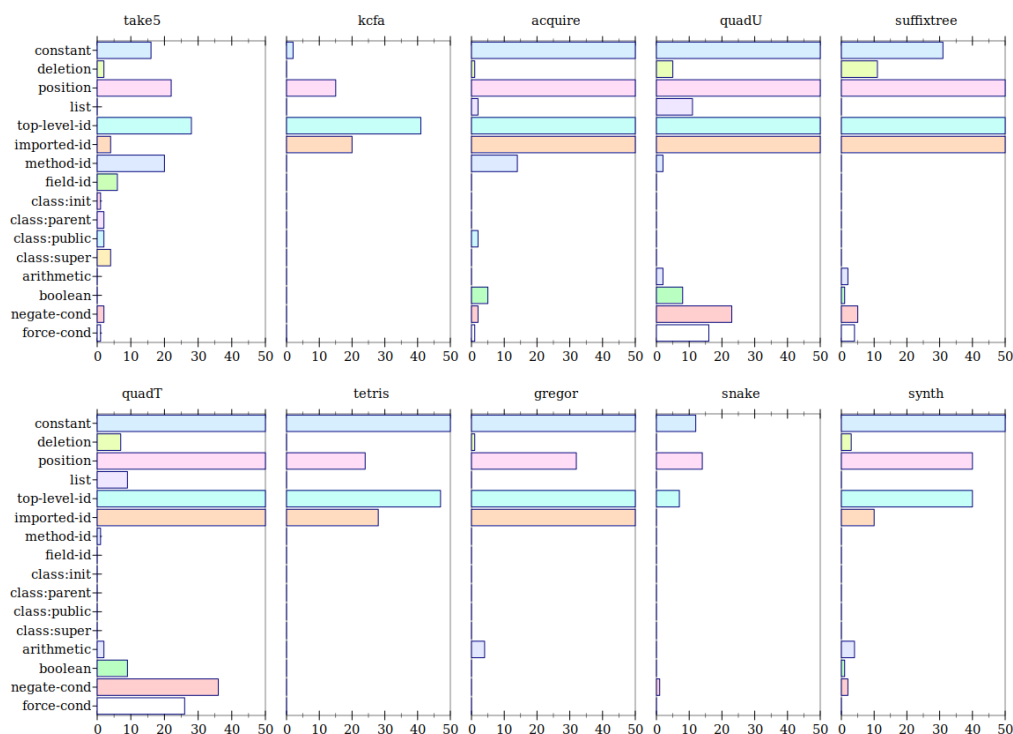 take5 kcfa acquire quadU suffixtree
constant
deletion
position
list
top-level-id
imported-id
method-id
field-id
class:init
class:parent
class:public
class:super
arithmetic
boolean
negate-cond
force-cond
0 10 20 30 40 50 0 10 20 30 40 50 0 10 20 30 40 50 0 10 20 30 40 50 0 10 20 30 40 50
quadT tetris gregor snake synth
constant
deletion
position
list
top-level-id
imported-id
method-id
field-id
class:init
class:parent
class:public
class:super
arithmetic
boolean
negate-cond
force-cond
0 10 20 30 40 50 0 10 20 30 40 50 0 10 20 30 40 50 0 10 20 30 40 50 0 10 20 30 40 50